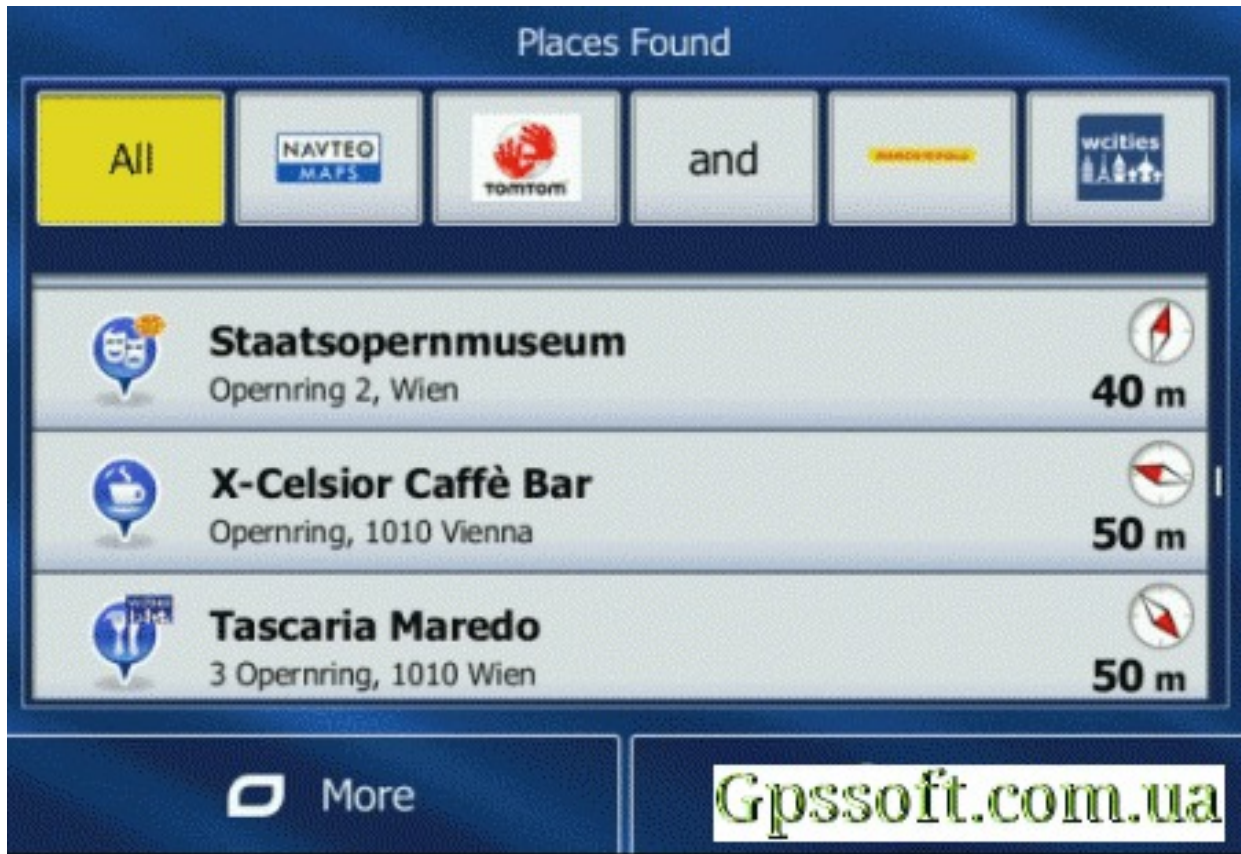 Places Found
All
NAVTEQ
MAPS
TOMTOM
and
wcities
Staatsopernmuseum
Opernring 2, Wien
40 m
X-Celsior Caffè Bar
Opernring, 1010 Vienna
50 m
Tascaria Maredo
3 Opernring, 1010 Wien
50 m
More
Gpssoft.com.ua